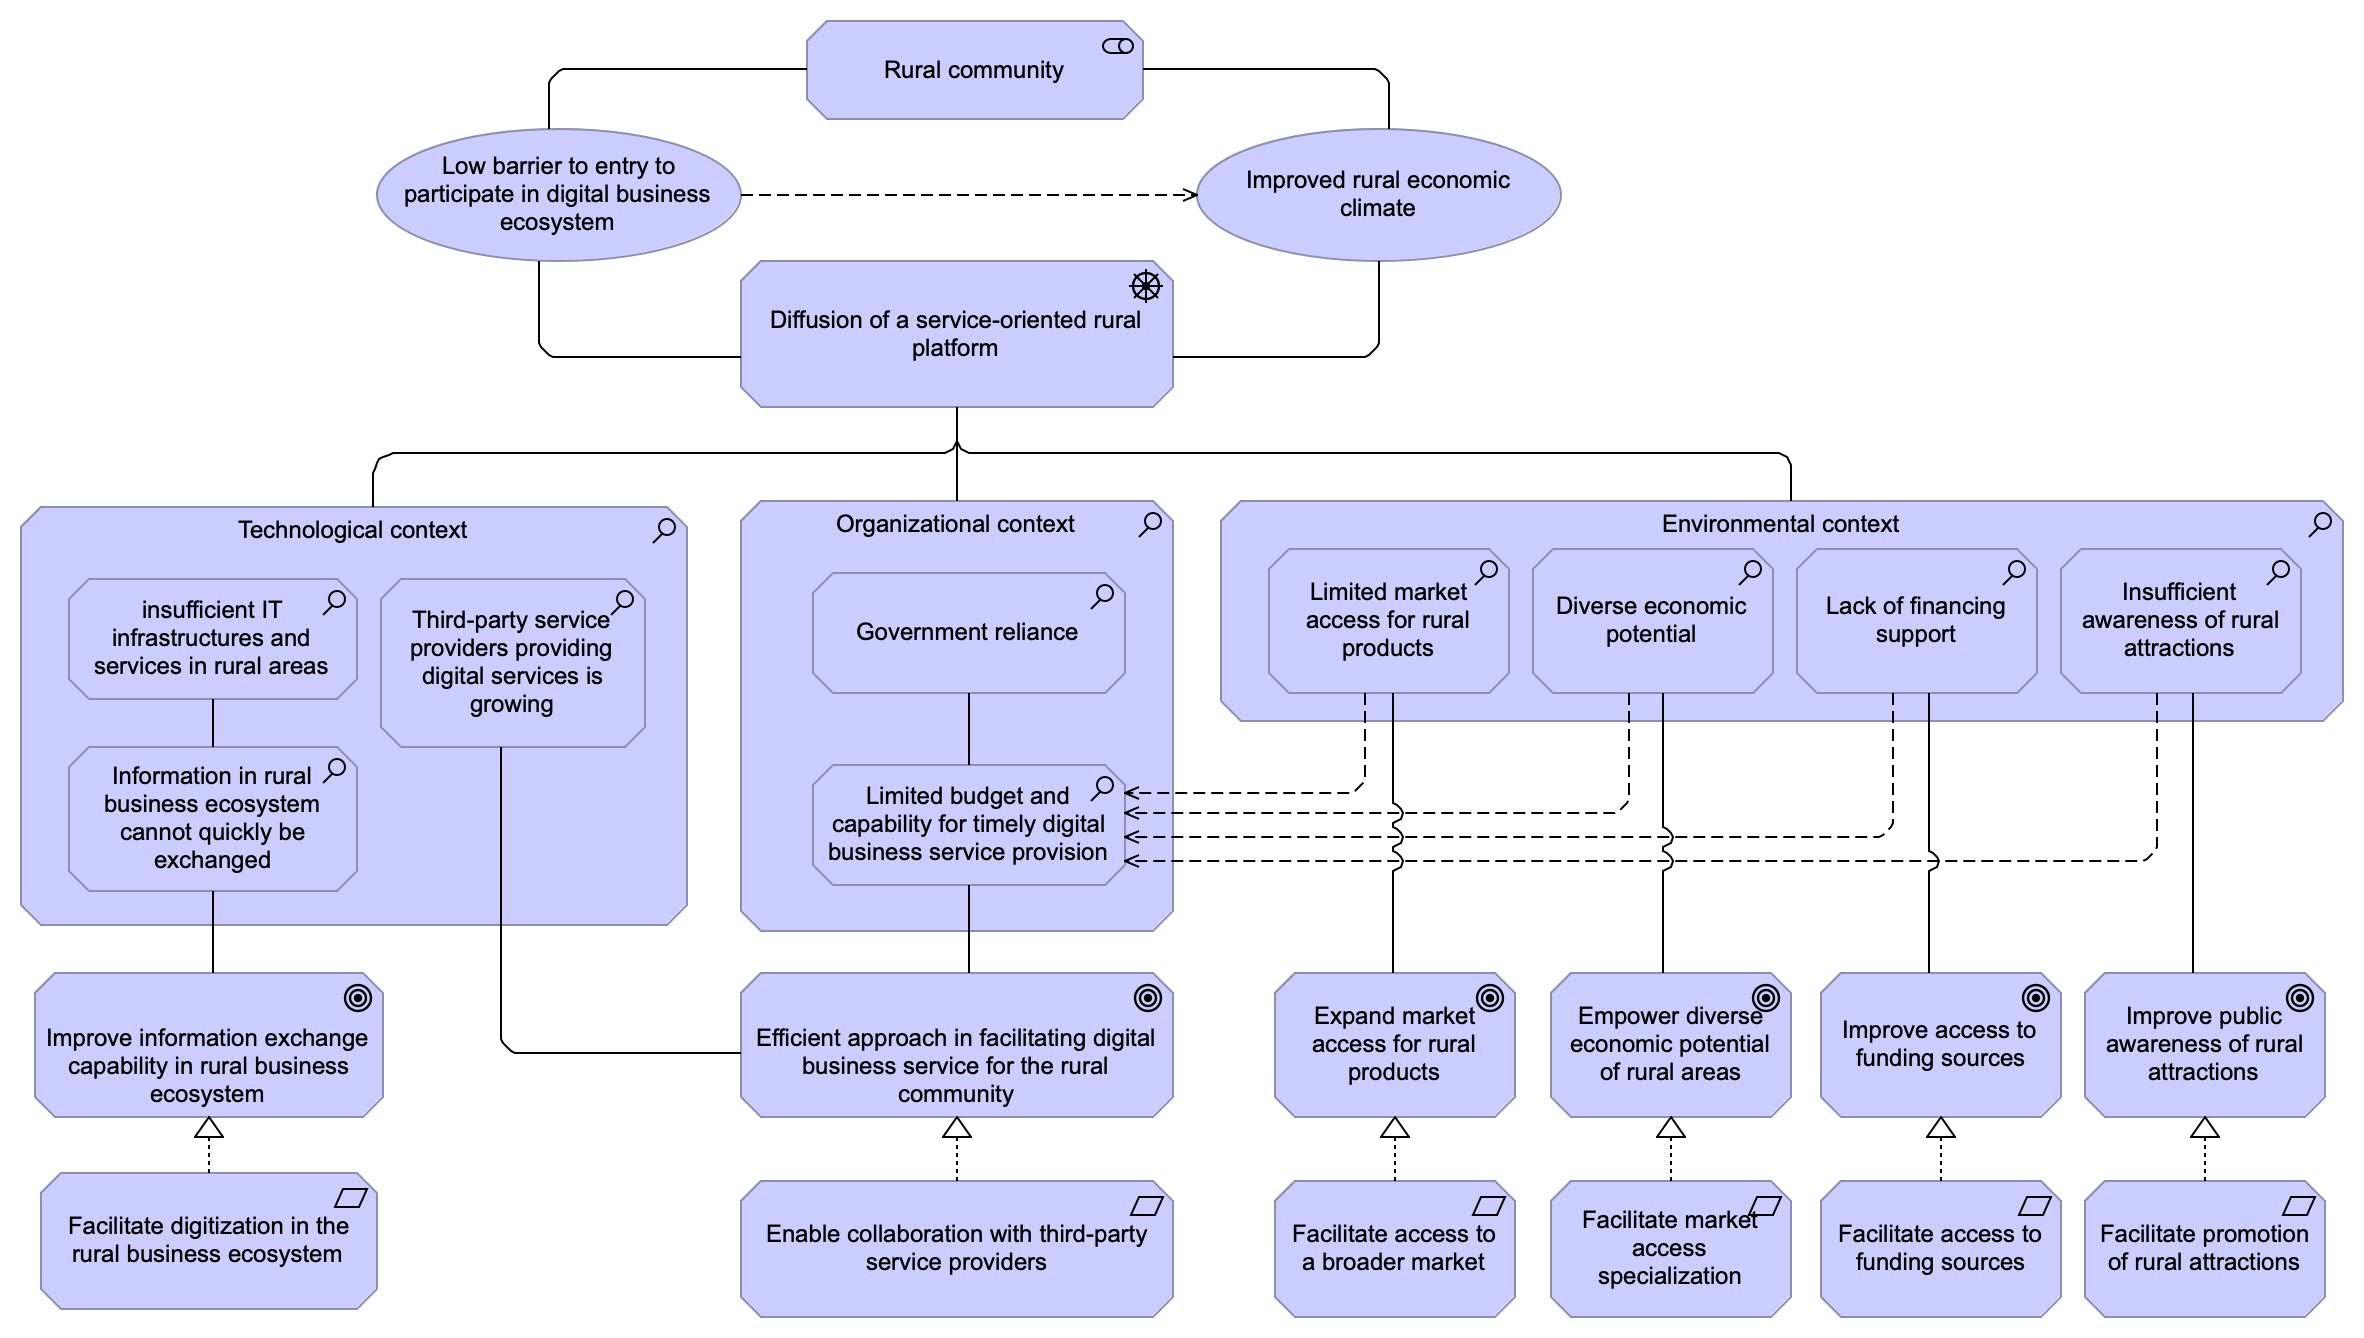 Rural community
Low barrier to entry to
participate in digital business
ecosystem
Improved rural economic
climate
Diffusion of a service-oriented rural
platform
Technological context
insufficient IT
infrastructures and
services in rural areas
Third-party service
providers providing
digital services is
growing
Information in rural
business ecosystem
cannot quickly be
exchanged
Organizational context
Government reliance
Limited budget and
capability for timely digital
business service provision
Environmental context
Limited market
access for rural
products
Diverse economic
potential
Lack of financing
support
Insufficient
awareness of rural
attractions
Improve information exchange
capability in rural business
ecosystem
Efficient approach in facilitating digital
business service for the rural
community
Expand market
access for rural
products
Empower diverse
economic potential
of rural areas
Improve access to
funding sources
Improve public
awareness of rural
attractions
Facilitate digitization in the
rural business ecosystem
Enable collaboration with third-party
service providers
Facilitate access to
a broader market
Facilitate market
access
specialization
Facilitate access to
funding sources
Facilitate promotion
of rural attractions